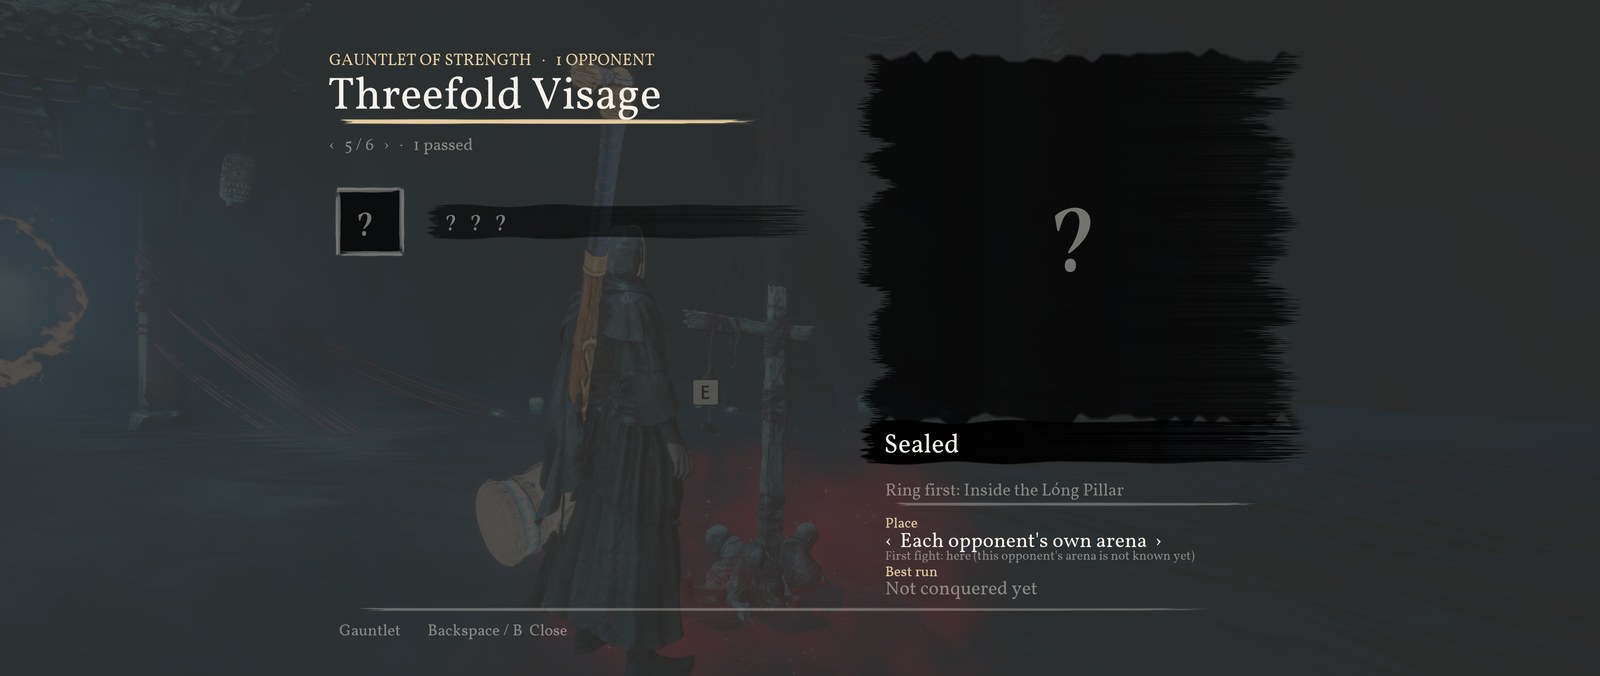 GAUNTLET OF STRENGTH · 1 OPPONENT
Threefold Visage
‹ 5 / 6 › · 1 passed
?
? ? ?
?
Sealed
Ring first: Inside the Lóng Pillar
Place
‹ Each opponent's own arena ›
First fight: here (this opponent's arena is not known yet)
Best run
Not conquered yet
E
Gauntlet Backspace / B Close